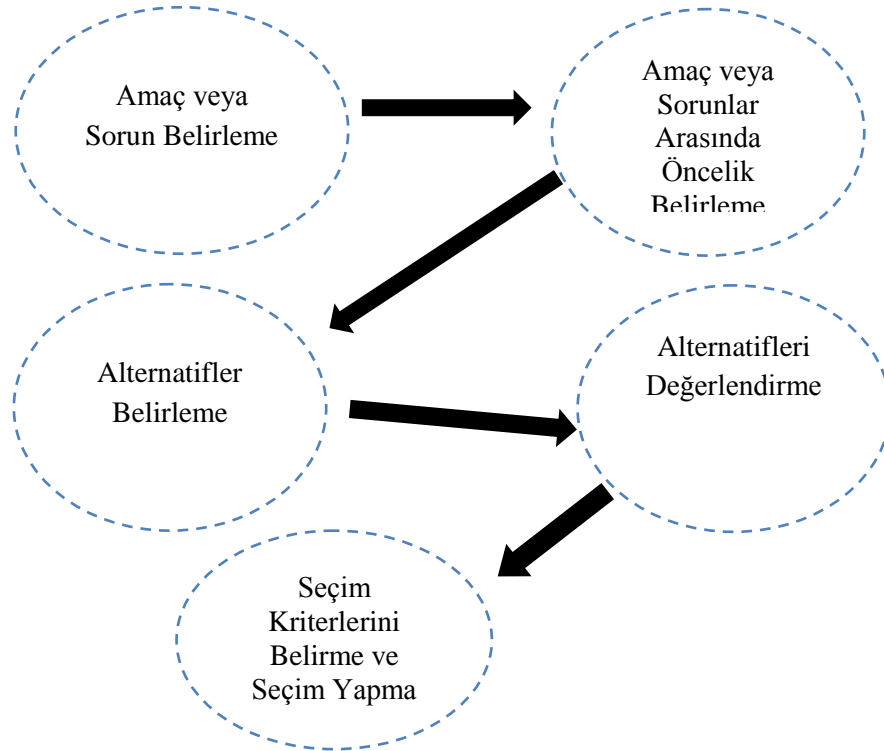 Amaç veya
Sorun Belirleme
Amaç veya
Sorunlar
Arasında
Öncelik
Belirleme
Alternatifler
Belirleme
Alternatifleri
Değerlendirme
Seçim
Kriterlerini
Belirme ve
Seçim Yapma